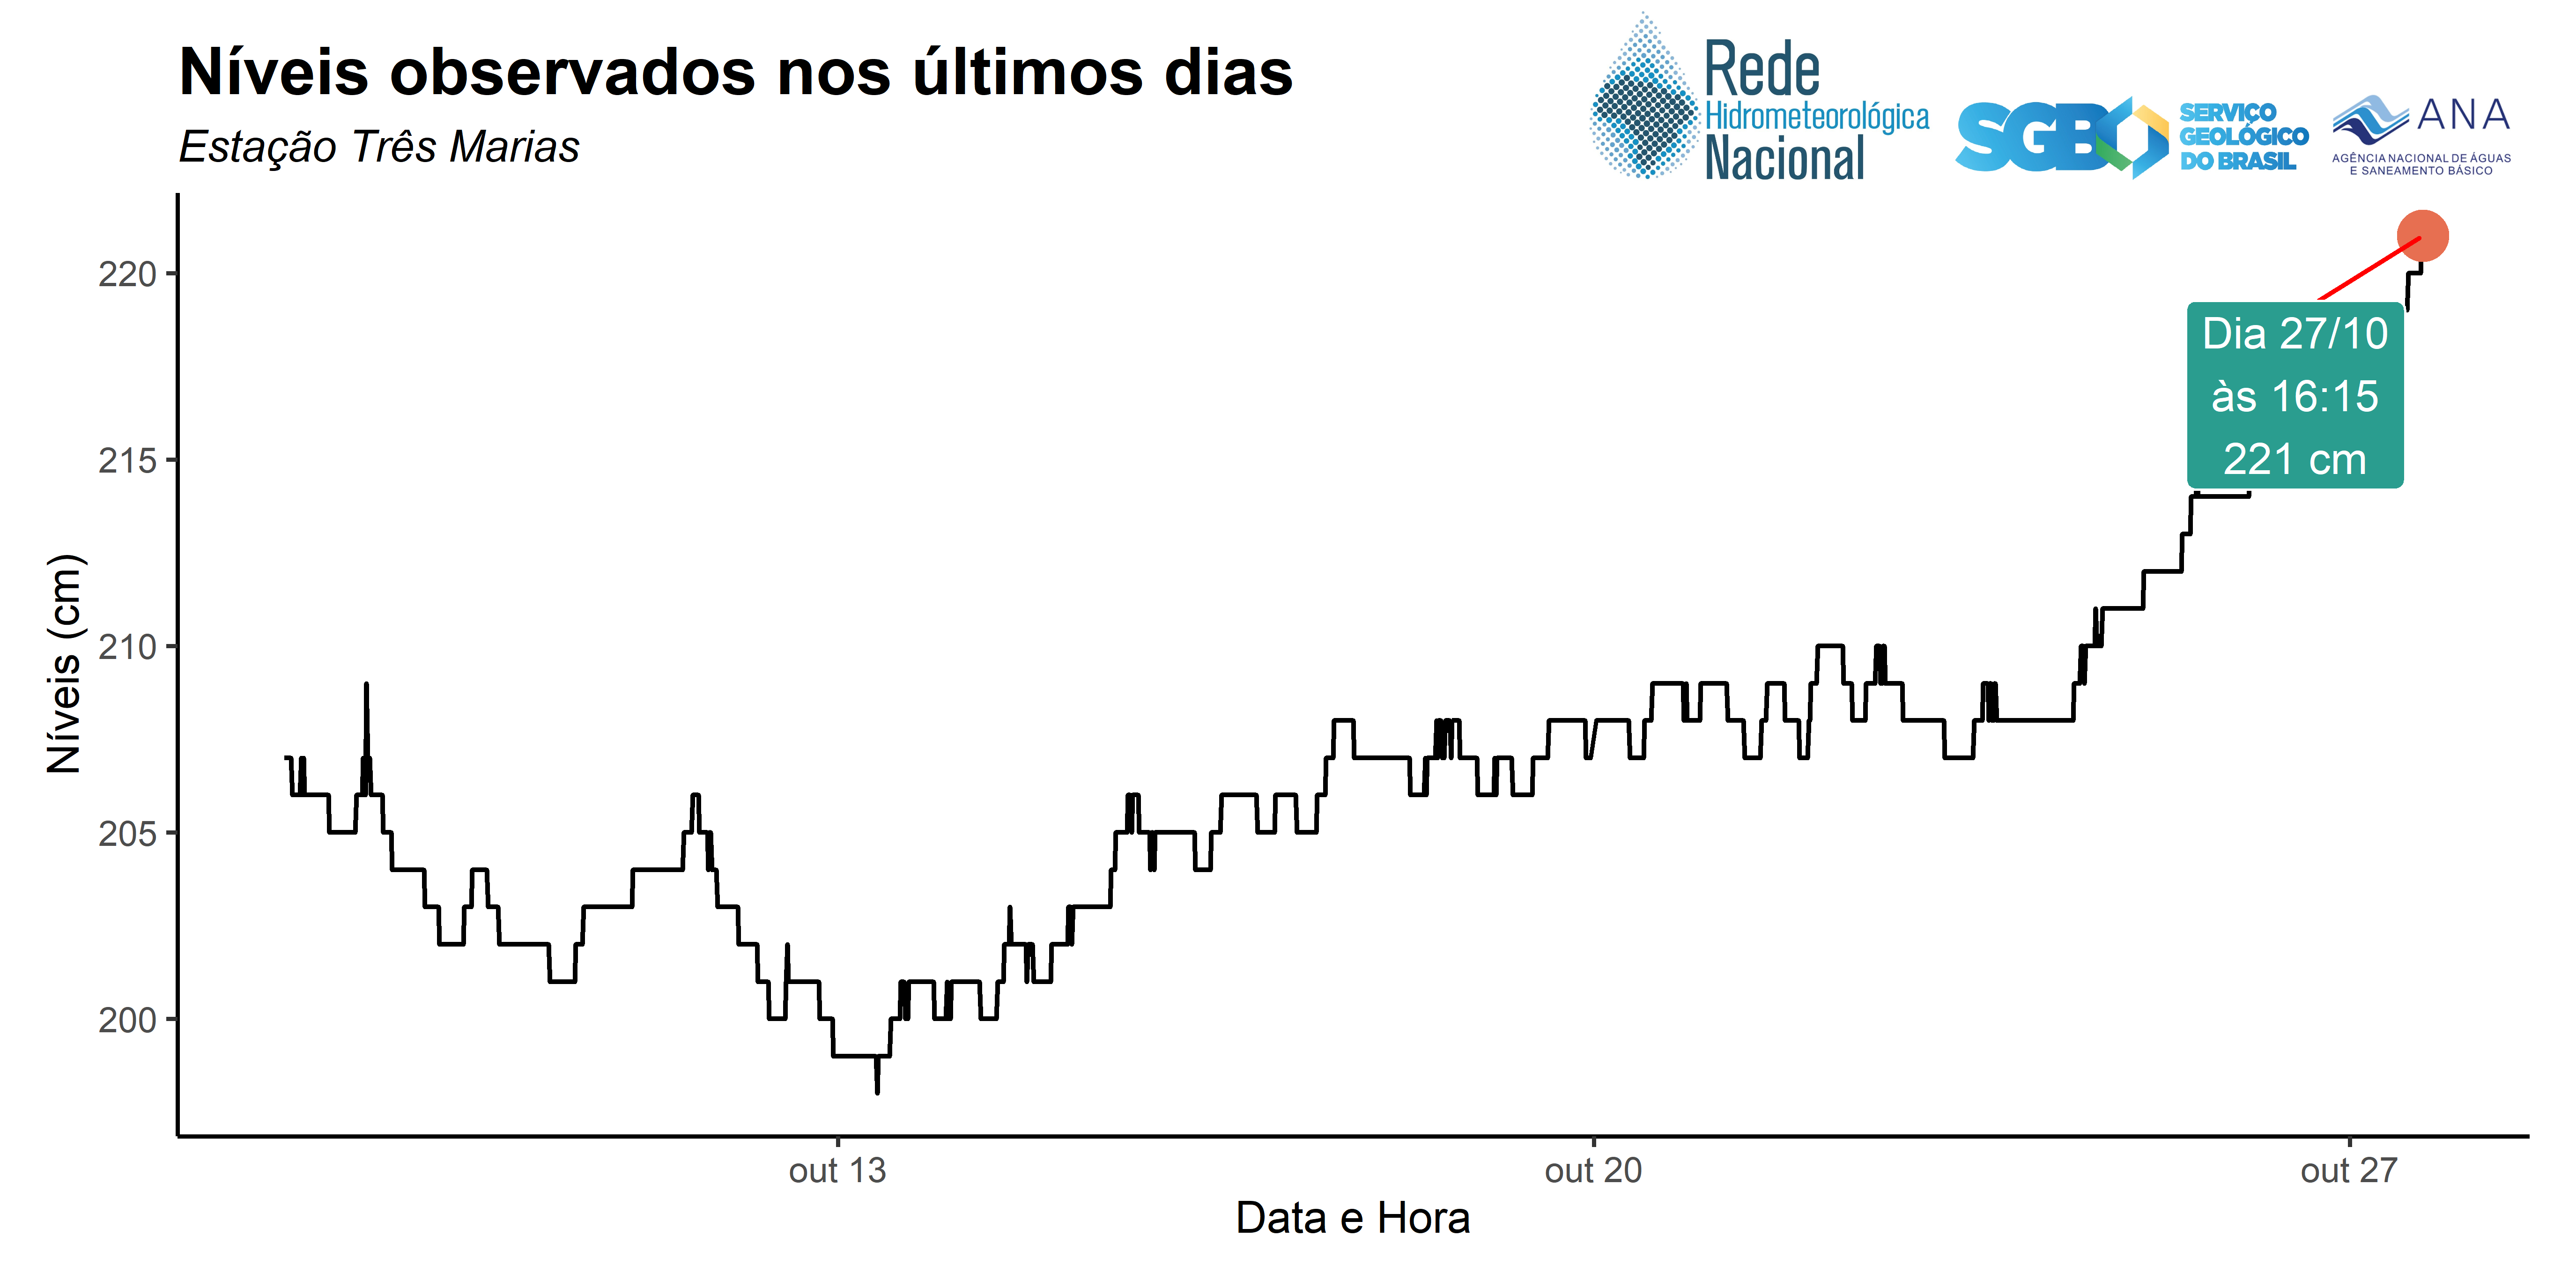 Níveis observados nos últimos dias
Estação Três Marias
Rede
Hidrometeorológica
Nacional
SGB
SERVIÇO
GEOLÓGICO
DO BRASIL
ANA
AGÊNCIA NACIONAL DE ÁGUAS
E SANEAMENTO BÁSICO
220
215
210
205
200
Níveis (cm)
Dia 27/10
às 16:15
221 cm
out 13
out 20
out 27
Data e Hora